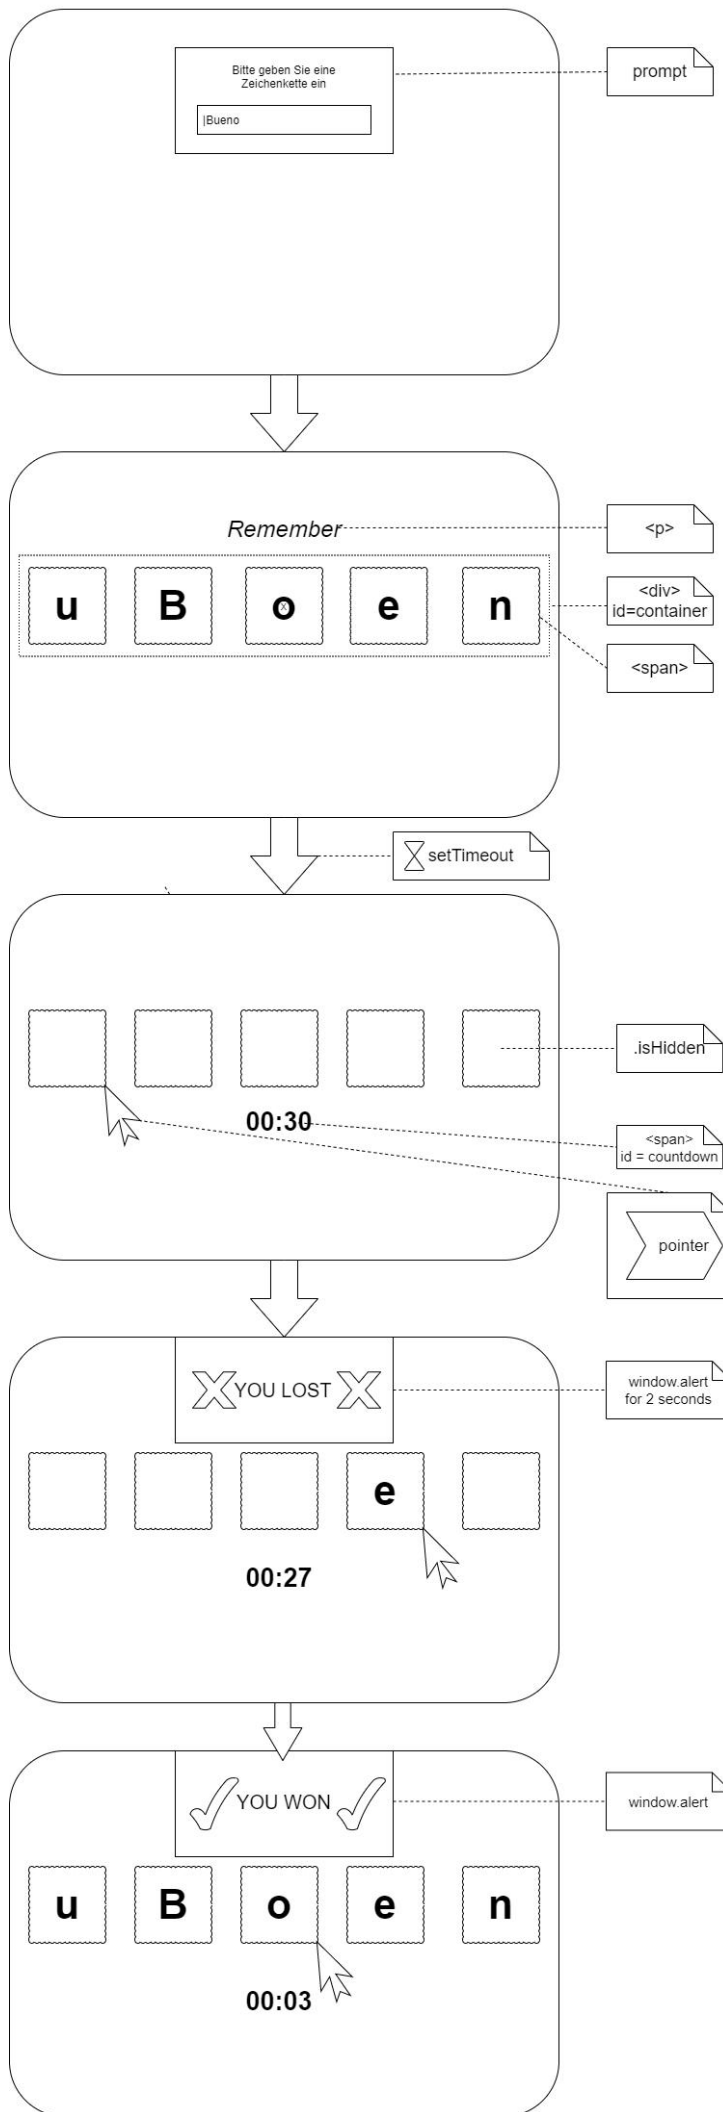 Bitte geben Sie eine
Zeichenkette ein
|Bueno
prompt
Remember
<p>
u B o e n
X
<div>
id=container
<span>
setTimeout
.isHidden
00:30
<span>
id = countdown
pointer
YOU LOST
window.alert
for 2 seconds
e
00:27
YOU WON
window.alert
u B o e n
00:03